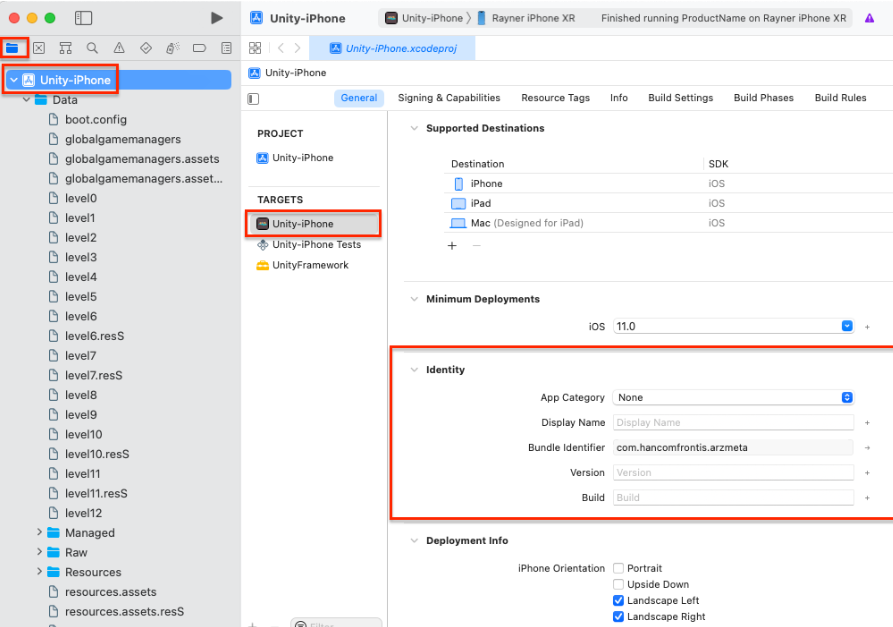 Unity-iPhone
Unity-iPhone
Rayner iPhone XR
Finished running ProductName on Rayner iPhone XR
Unity-iPhone.xcodeproj
Unity-iPhone
Unity-iPhone
General
Signing & Capabilities
Resource Tags
Info
Build Settings
Build Phases
Build Rules
Data
boot.config
globalgamemanagers
globalgamemanagers.assets
globalgamemanagers.asset...
level0
level1
level2
level3
level4
level5
level6
level6.resS
level7
level7.resS
level8
level9
level10
level10.resS
level11
level11.resS
level12
Managed
Raw
Resources
resources.assets
resources.assets.resS
PROJECT
Unity-iPhone
TARGETS
Unity-iPhone
Unity-iPhone Tests
UnityFramework
Filter
Supported Destinations
Destination SDK
iPhone iOS
iPad iOS
Mac (Designed for iPad) iOS
Minimum Deployments
iOS 11.0
Identity
App Category None
Display Name Display Name
Bundle Identifier com.hancomfrontis.arzmeta
Version Version
Build Build
Deployment Info
iPhone Orientation Portrait
Upside Down
Landscape Left
Landscape Right